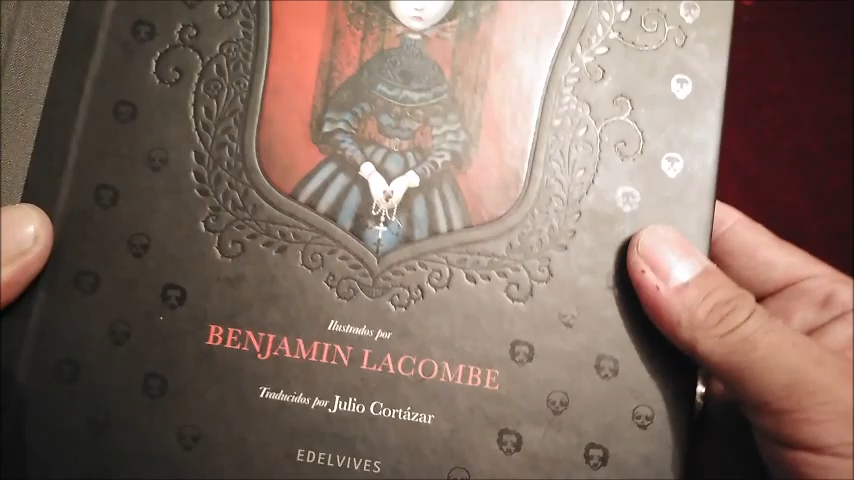 Ilustrados por
BENJAMIN LACOMBE
Traducidos por Julio Cortázar
EDELVIVES